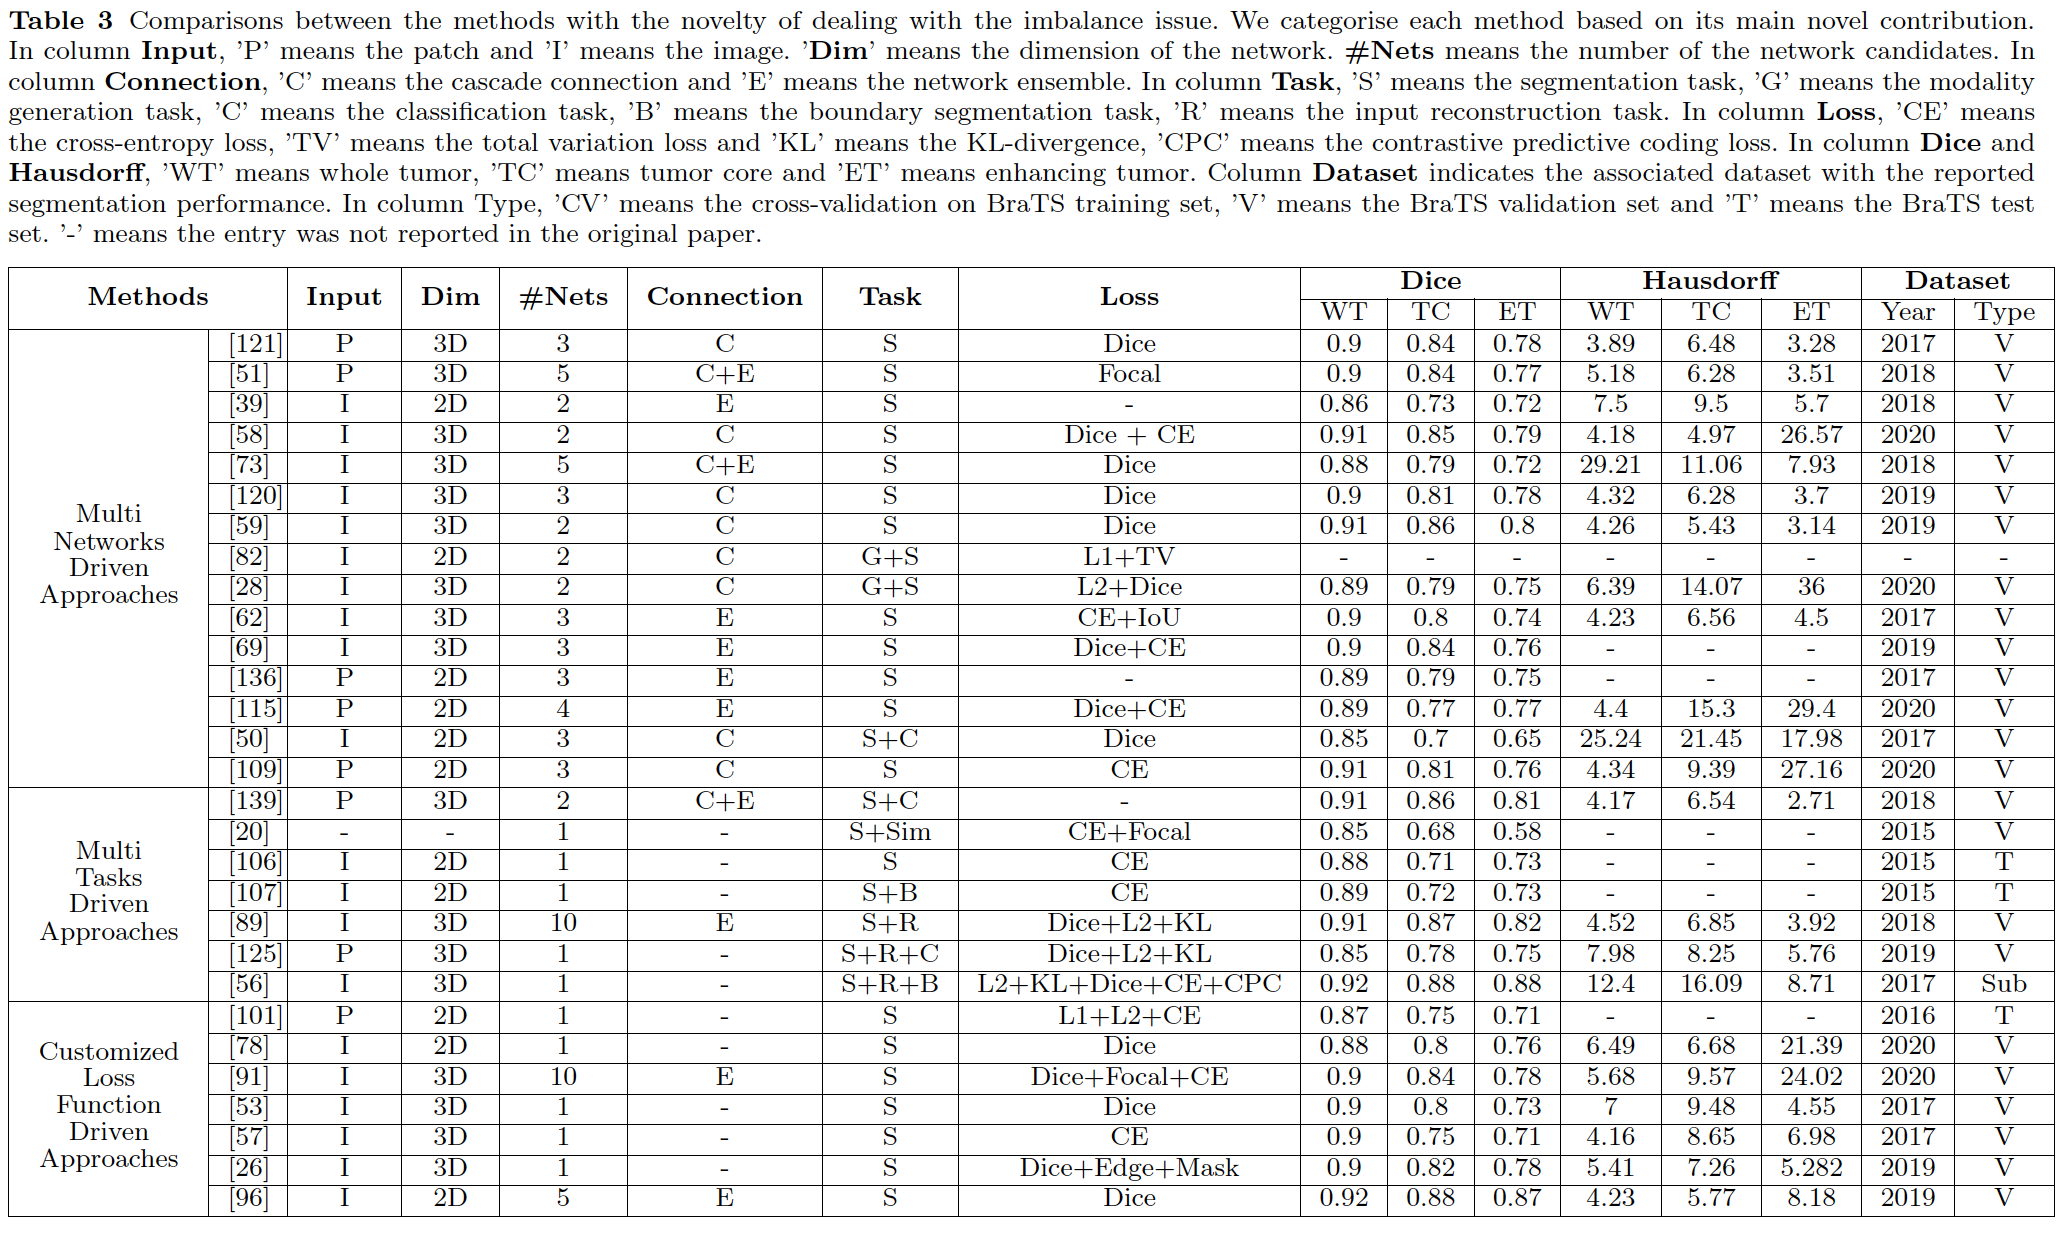 Table 3 Comparisons between the methods with the novelty of dealing with the imbalance issue. We categorise each method based on its main novel contribution.
In column Input, 'P' means the patch and 'I' means the image. 'Dim' means the dimension of the network. #Nets means the number of the network candidates. In
column Connection, 'C' means the cascade connection and 'E' means the network ensemble. In column Task, 'S' means the segmentation task, 'G' means the modality
generation task, 'C' means the classification task, 'B' means the boundary segmentation task, 'R' means the input reconstruction task. In column Loss, 'CE' means
the cross-entropy loss, 'TV' means the total variation loss and 'KL' means the KL-divergence, 'CPC' means the contrastive predictive coding loss. In column Dice and
Hausdorff, 'WT' means whole tumor, 'TC' means tumor core and 'ET' means enhancing tumor. Column Dataset indicates the associated dataset with the reported
segmentation performance. In column Type, 'CV' means the cross-validation on BraTS training set, 'V' means the BraTS validation set and 'T' means the BraTS test
set. '-' means the entry was not reported in the original paper.
Methods Input Dim #Nets Connection Task Loss Dice Hausdorff Dataset
WT TC ET WT TC ET Year Type
Multi
Networks
Driven
Approaches
[121] P 3D 3 C S Dice 0.9 0.84 0.78 3.89 6.48 3.28 2017 V
[51] P 3D 5 C+E S Focal 0.9 0.84 0.77 5.18 6.28 3.51 2018 V
[39] I 2D 2 E S - 0.86 0.73 0.72 7.5 9.5 5.7 2018 V
[58] I 3D 2 C S Dice + CE 0.91 0.85 0.79 4.18 4.97 26.57 2020 V
[73] I 3D 5 C+E S Dice 0.88 0.79 0.72 29.21 11.06 7.93 2018 V
[120] I 3D 3 C S Dice 0.9 0.81 0.78 4.32 6.28 3.7 2019 V
[59] I 3D 2 C S Dice 0.91 0.86 0.8 4.26 5.43 3.14 2019 V
[82] I 2D 2 C G+S L1+TV - - - - - - - -
[28] I 3D 2 C G+S L2+Dice 0.89 0.79 0.75 6.39 14.07 36 2020 V
[62] I 3D 3 E S CE+IoU 0.9 0.8 0.74 4.23 6.56 4.5 2017 V
[69] I 3D 3 E S Dice+CE 0.9 0.84 0.76 - - - 2019 V
[136] P 2D 3 E S - 0.89 0.79 0.75 - - - 2017 V
[115] P 2D 4 E S Dice+CE 0.89 0.77 0.77 4.4 15.3 29.4 2020 V
[50] I 2D 3 C S+C Dice 0.85 0.7 0.65 25.24 21.45 17.98 2017 V
[109] P 2D 3 C S CE 0.91 0.81 0.76 4.34 9.39 27.16 2020 V
Multi
Tasks
Driven
Approaches
[139] P 3D 2 C+E S+C - 0.91 0.86 0.81 4.17 6.54 2.71 2018 V
[20] - - 1 - S+Sim CE+Focal 0.85 0.68 0.58 - - - 2015 V
[106] I 2D 1 - S CE 0.88 0.71 0.73 - - - 2015 T
[107] I 2D 1 - S+B CE 0.89 0.72 0.73 - - - 2015 T
[89] I 3D 10 E S+R Dice+L2+KL 0.91 0.87 0.82 4.52 6.85 3.92 2018 V
[125] P 3D 1 - S+R+C Dice+L2+KL 0.85 0.78 0.75 7.98 8.25 5.76 2019 V
[56] I 3D 1 - S+R+B L2+KL+Dice+CE+CPC 0.92 0.88 0.88 12.4 16.09 8.71 2017 Sub
Customized
Loss
Function
Driven
Approaches
[101] P 2D 1 - S L1+L2+CE 0.87 0.75 0.71 - - - 2016 T
[78] I 2D 1 - S Dice 0.88 0.8 0.76 6.49 6.68 21.39 2020 V
[91] I 3D 10 E S Dice+Focal+CE 0.9 0.84 0.78 5.68 9.57 24.02 2020 V
[53] I 3D 1 - S Dice 0.9 0.8 0.73 7 9.48 4.55 2017 V
[57] I 3D 1 - S CE 0.9 0.75 0.71 4.16 8.65 6.98 2017 V
[26] I 3D 1 - S Dice+Edge+Mask 0.9 0.82 0.78 5.41 7.26 5.282 2019 V
[96] I 2D 5 E S Dice 0.92 0.88 0.87 4.23 5.77 8.18 2019 V